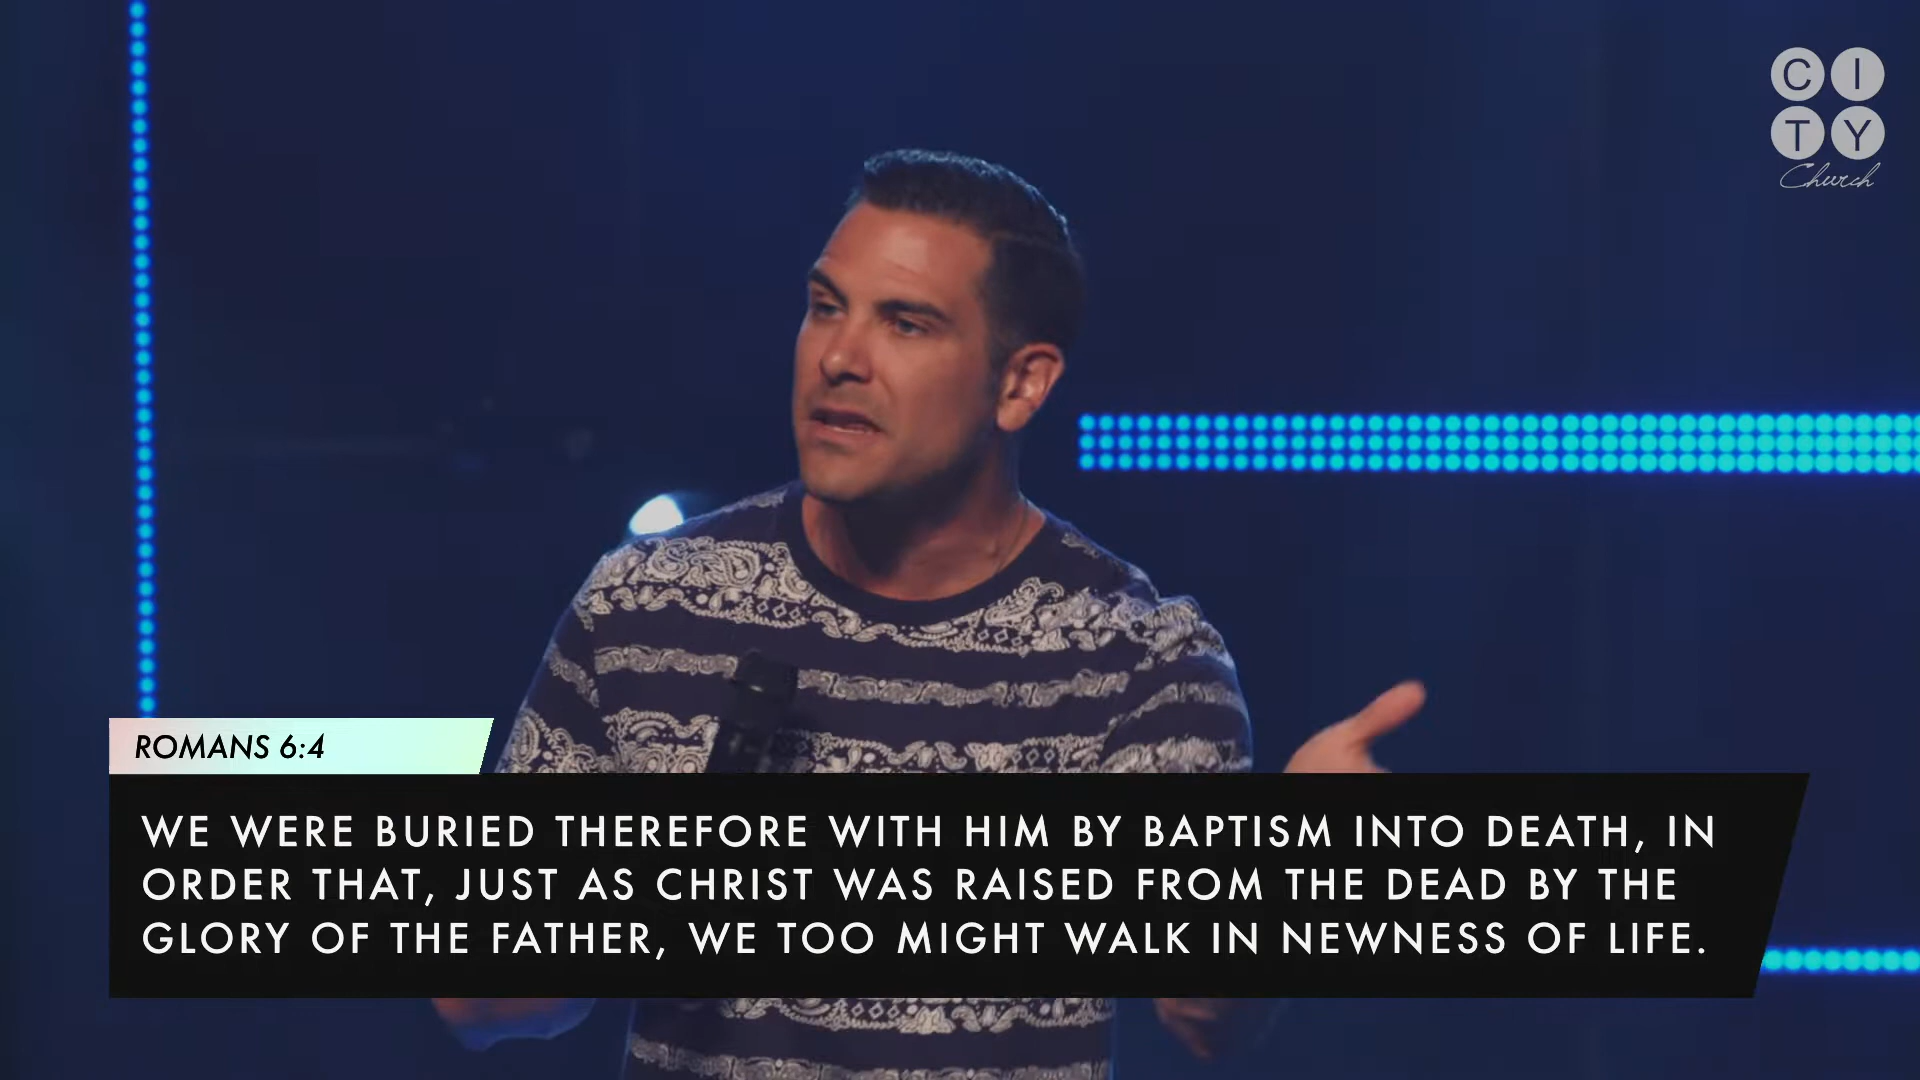 C I
T Y
Church
ROMANS 6:4
WE WERE BURIED THEREFORE WITH HIM BY BAPTISM INTO DEATH, IN
ORDER THAT, JUST AS CHRIST WAS RAISED FROM THE DEAD BY THE
GLORY OF THE FATHER, WE TOO MIGHT WALK IN NEWNESS OF LIFE.